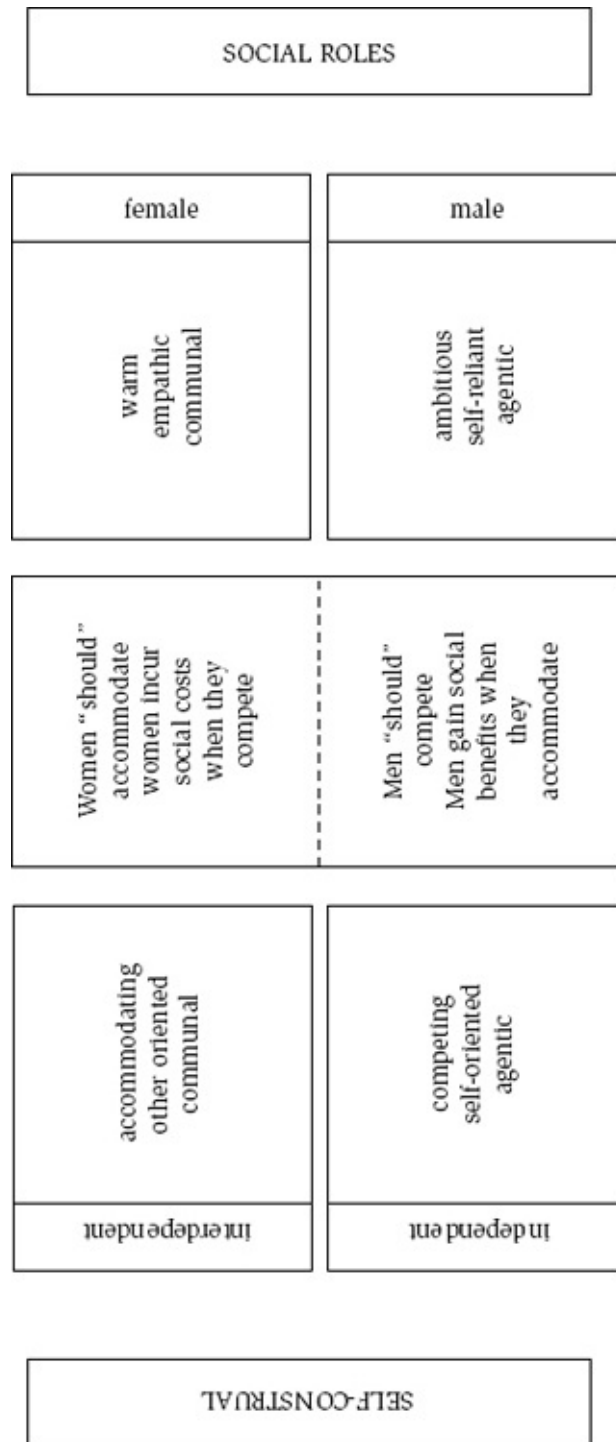 SOCIAL ROLES
female
male
warm
empathic
communal
ambitious
self-reliant
agentic
Women “should”
accommodate
women incur
social costs
when they
compete
Men “should”
compete
Men gain social
benefits when
they
accommodate
accommodating
other oriented
communal
competing
self-oriented
agentic
interdependent
independent
SELF-CONSTRUAL